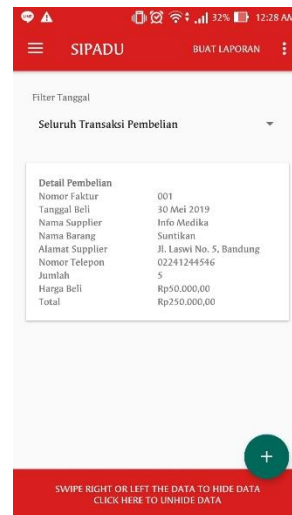 32% 12:28 AM
SIPADU BUAT LAPORAN
Filter Tanggal
Seluruh Transaksi Pembelian
Detail Pembelian
Nomor Faktur 001
Tanggal Beli 30 Mei 2019
Nama Supplier Info Medika
Nama Barang Suntikan
Alamat Supplier Jl. Laswi No. 5, Bandung
Nomor Telepon 02241244546
Jumlah 5
Harga Beli Rp50.000,00
Total Rp250.000,00
+
SWIPE RIGHT OR LEFT THE DATA TO HIDE DATA
CLICK HERE TO UNHIDE DATA